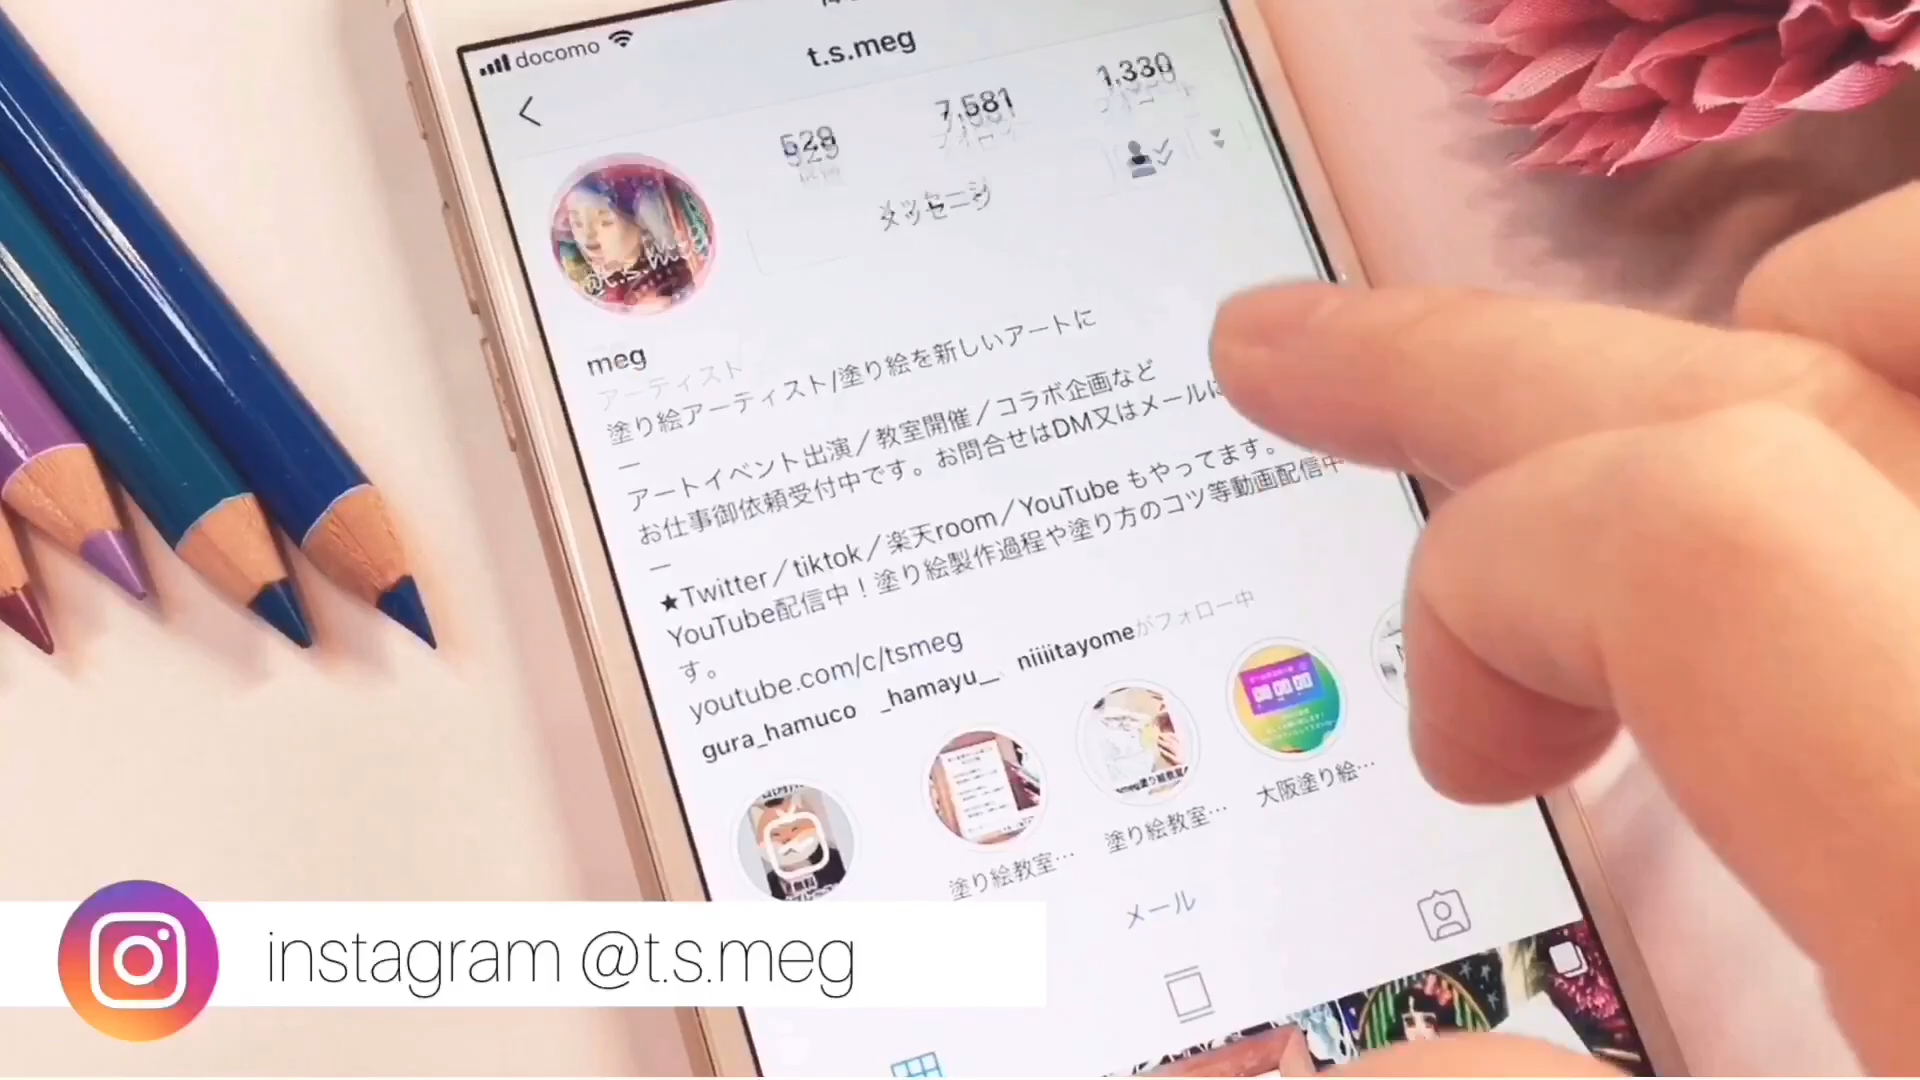 docomo
t.s.meg
7,581
1,330
メッセージ
meg
アーティスト
塗り絵アーティスト/塗り絵を新しいアートに
ー
アートイベント出演／教室開催／コラボ企画など
お仕事御依頼受付中です。お問合せはDM又はメールに
ー
★Twitter／tiktok／楽天room／YouTube もやってます。
YouTube配信中！塗り絵製作過程や塗り方のコツ等動画配信中
す。
youtube.com/c/tsmeg
gura_hamuco _hamayu__ niiiitayomeがフォロー中
塗り絵教室…
塗り絵教室…
大阪塗り絵…
メール
instagram @t.s.meg